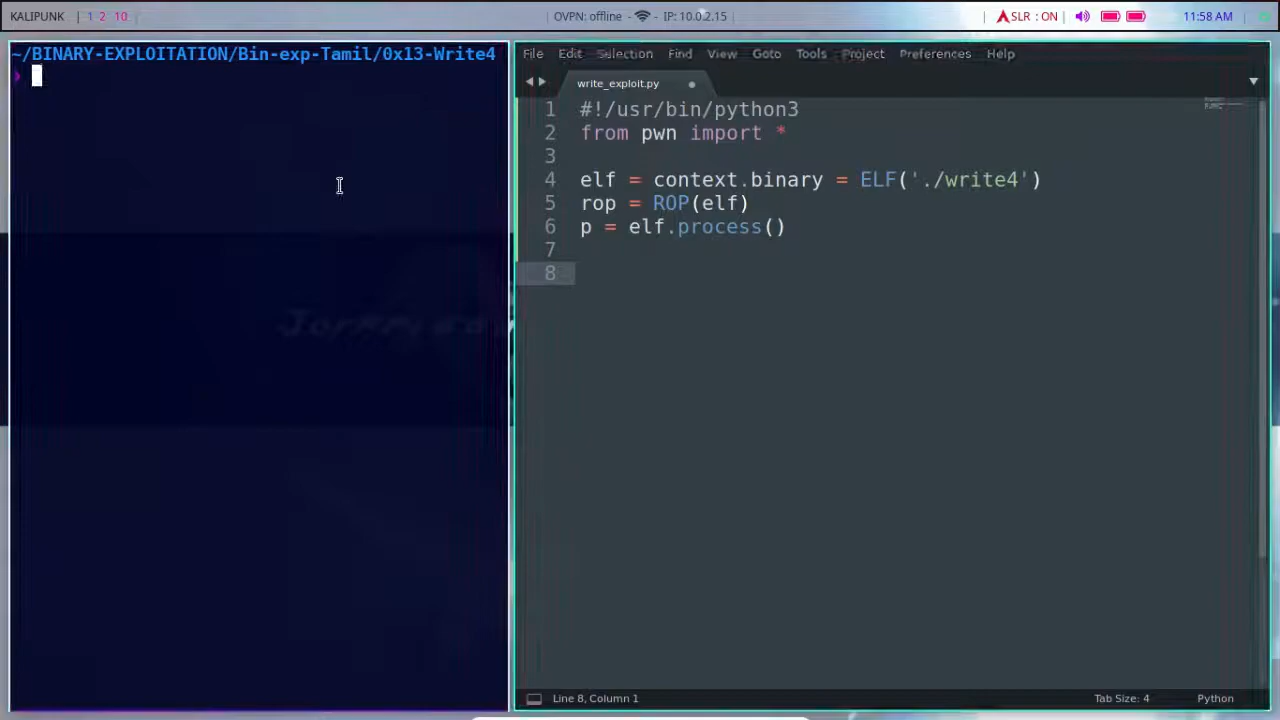 KALIPUNK | 1 2 10
OVPN: offline - - IP: 10.0.2.15
SLR : ON
11:58 AM
~/BINARY-EXPLOITATION/Bin-exp-Tamil/0x13-Write4
File Edit Selection Find View Goto Tools Project Preferences Help
write_exploit.py
1 #!/usr/bin/python3
2 from pwn import *
3
4 elf = context.binary = ELF('./write4')
5 rop = ROP(elf)
6 p = elf.process()
7
8
Line 8, Column 1
Tab Size: 4
Python